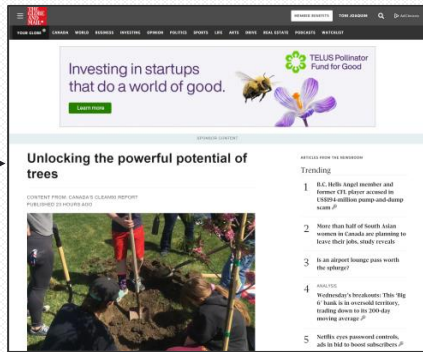 THE
GLOBE
AND
MAIL*
MEMBER BENEFITS
YOUR GLOBE
CANADA WORLD BUSINESS INVESTING OPINION POLITICS SPORTS LIFE ARTS DRIVE REAL ESTATE PODCASTS WATCHLIST
Investing in startups
that do a world of good.
Learn more
TELUS Pollinator
Fund for Good
SPONSOR CONTENT
Unlocking the powerful potential of
trees
CONTENT FROM: CANADA'S CLEAN50 REPORT
PUBLISHED 23 HOURS AGO
ARTICLES FROM THE NEWSROOM
Trending
1
B.C. Hells Angel member and
former CFL player accused in
US$194-million pump-and-dump
scam
2
More than half of South Asian
women in Canada are planning to
leave their jobs, study reveals
3
Is an airport lounge pass worth
the splurge?
4
ANALYSIS
Wednesday's breakouts: This 'Big
6' bank is in oversold territory,
trading down to its 200-day
moving average
5
Netflix eyes password controls,
ads in bid to boost subscribers